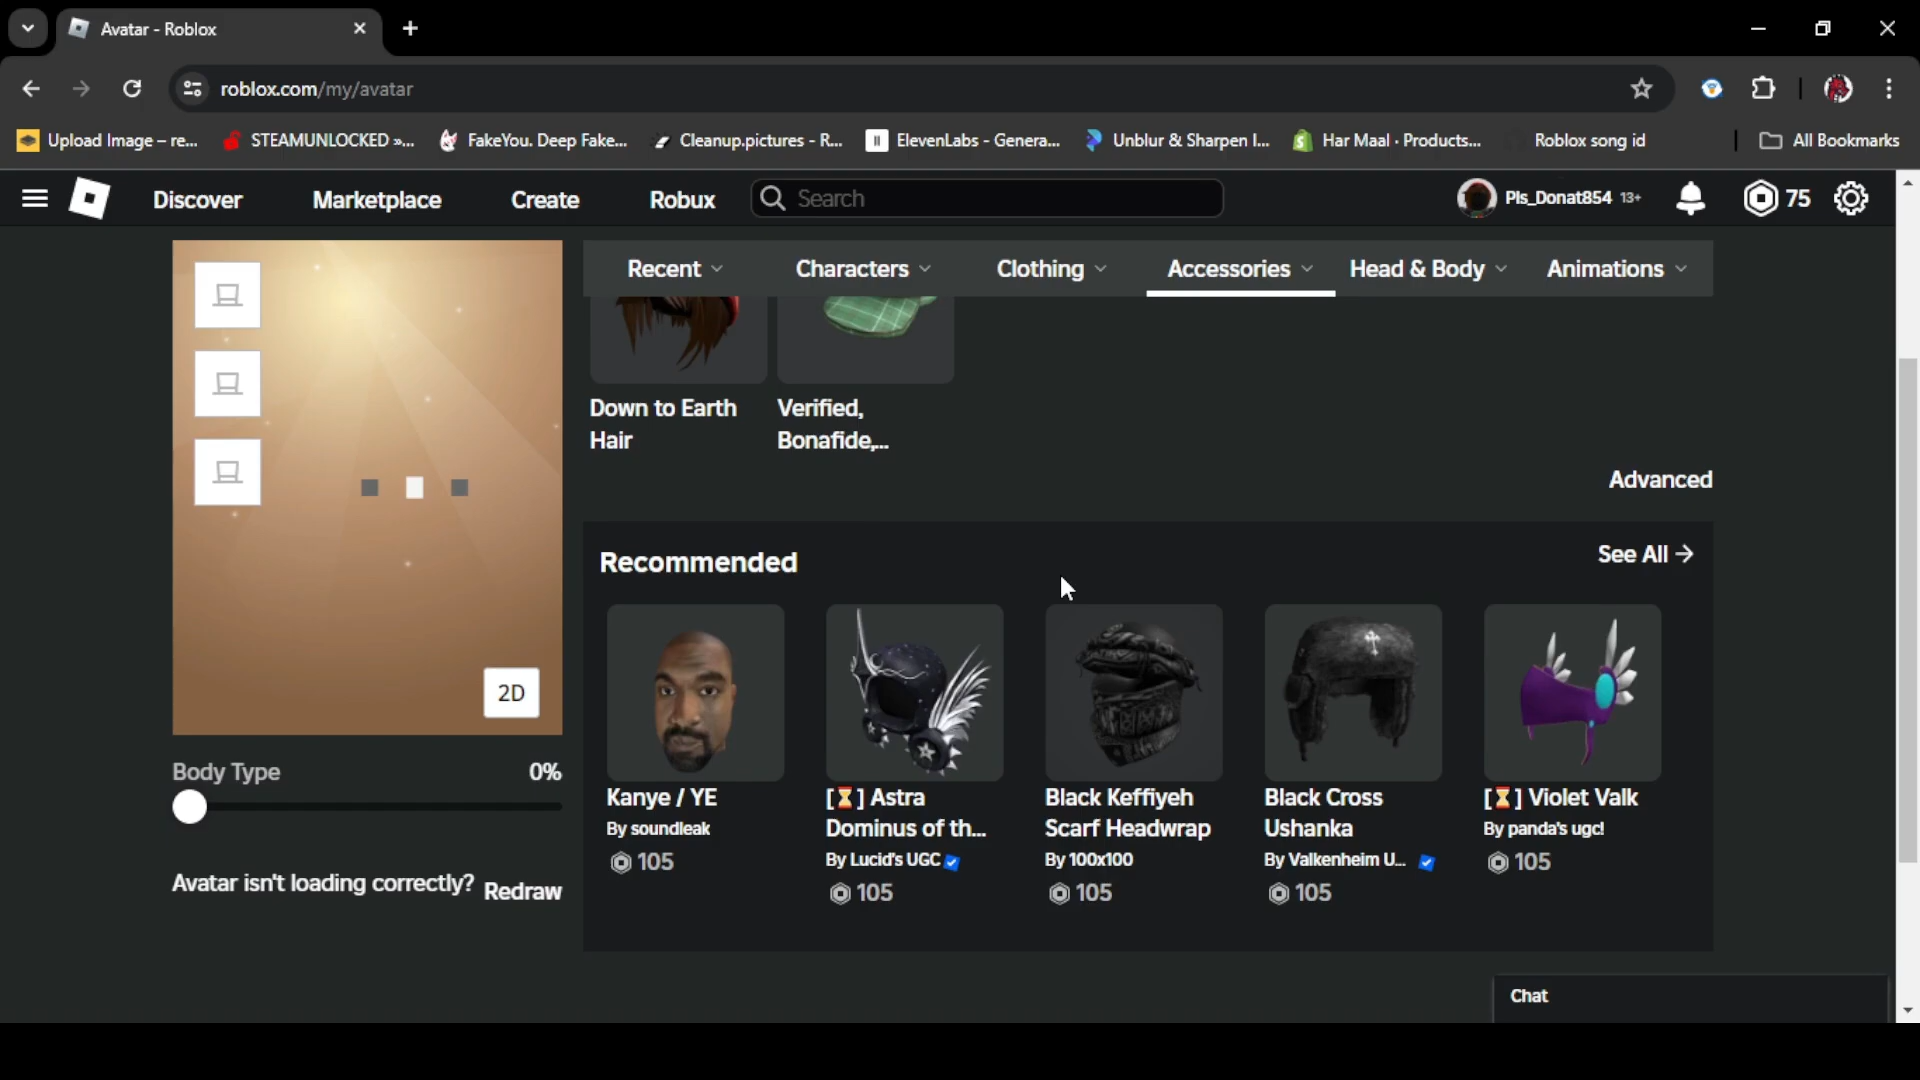 Avatar - Roblox
roblox.com/my/avatar
Upload Image – re... STEAMUNLOCKED »... FakeYou. Deep Fake... Cleanup.pictures - R... ElevenLabs - Genera... Unblur & Sharpen I... Har Maal · Products... Roblox song id All Bookmarks
Discover Marketplace Create Robux Search Pls_Donat854 13+ 75
Recent Characters Clothing Accessories Head & Body Animations
Down to Earth
Hair
Verified,
Bonafide,...
Advanced
Recommended
See All →
2D
Body Type 0%
Avatar isn't loading correctly? Redraw
Kanye / YE
By soundleak
105
[⏳] Astra
Dominus of th...
By Lucid's UGC
105
Black Keffiyeh
Scarf Headwrap
By 100x100
105
Black Cross
Ushanka
By Valkenheim U...
105
[⏳] Violet Valk
By panda's ugc!
105
Chat